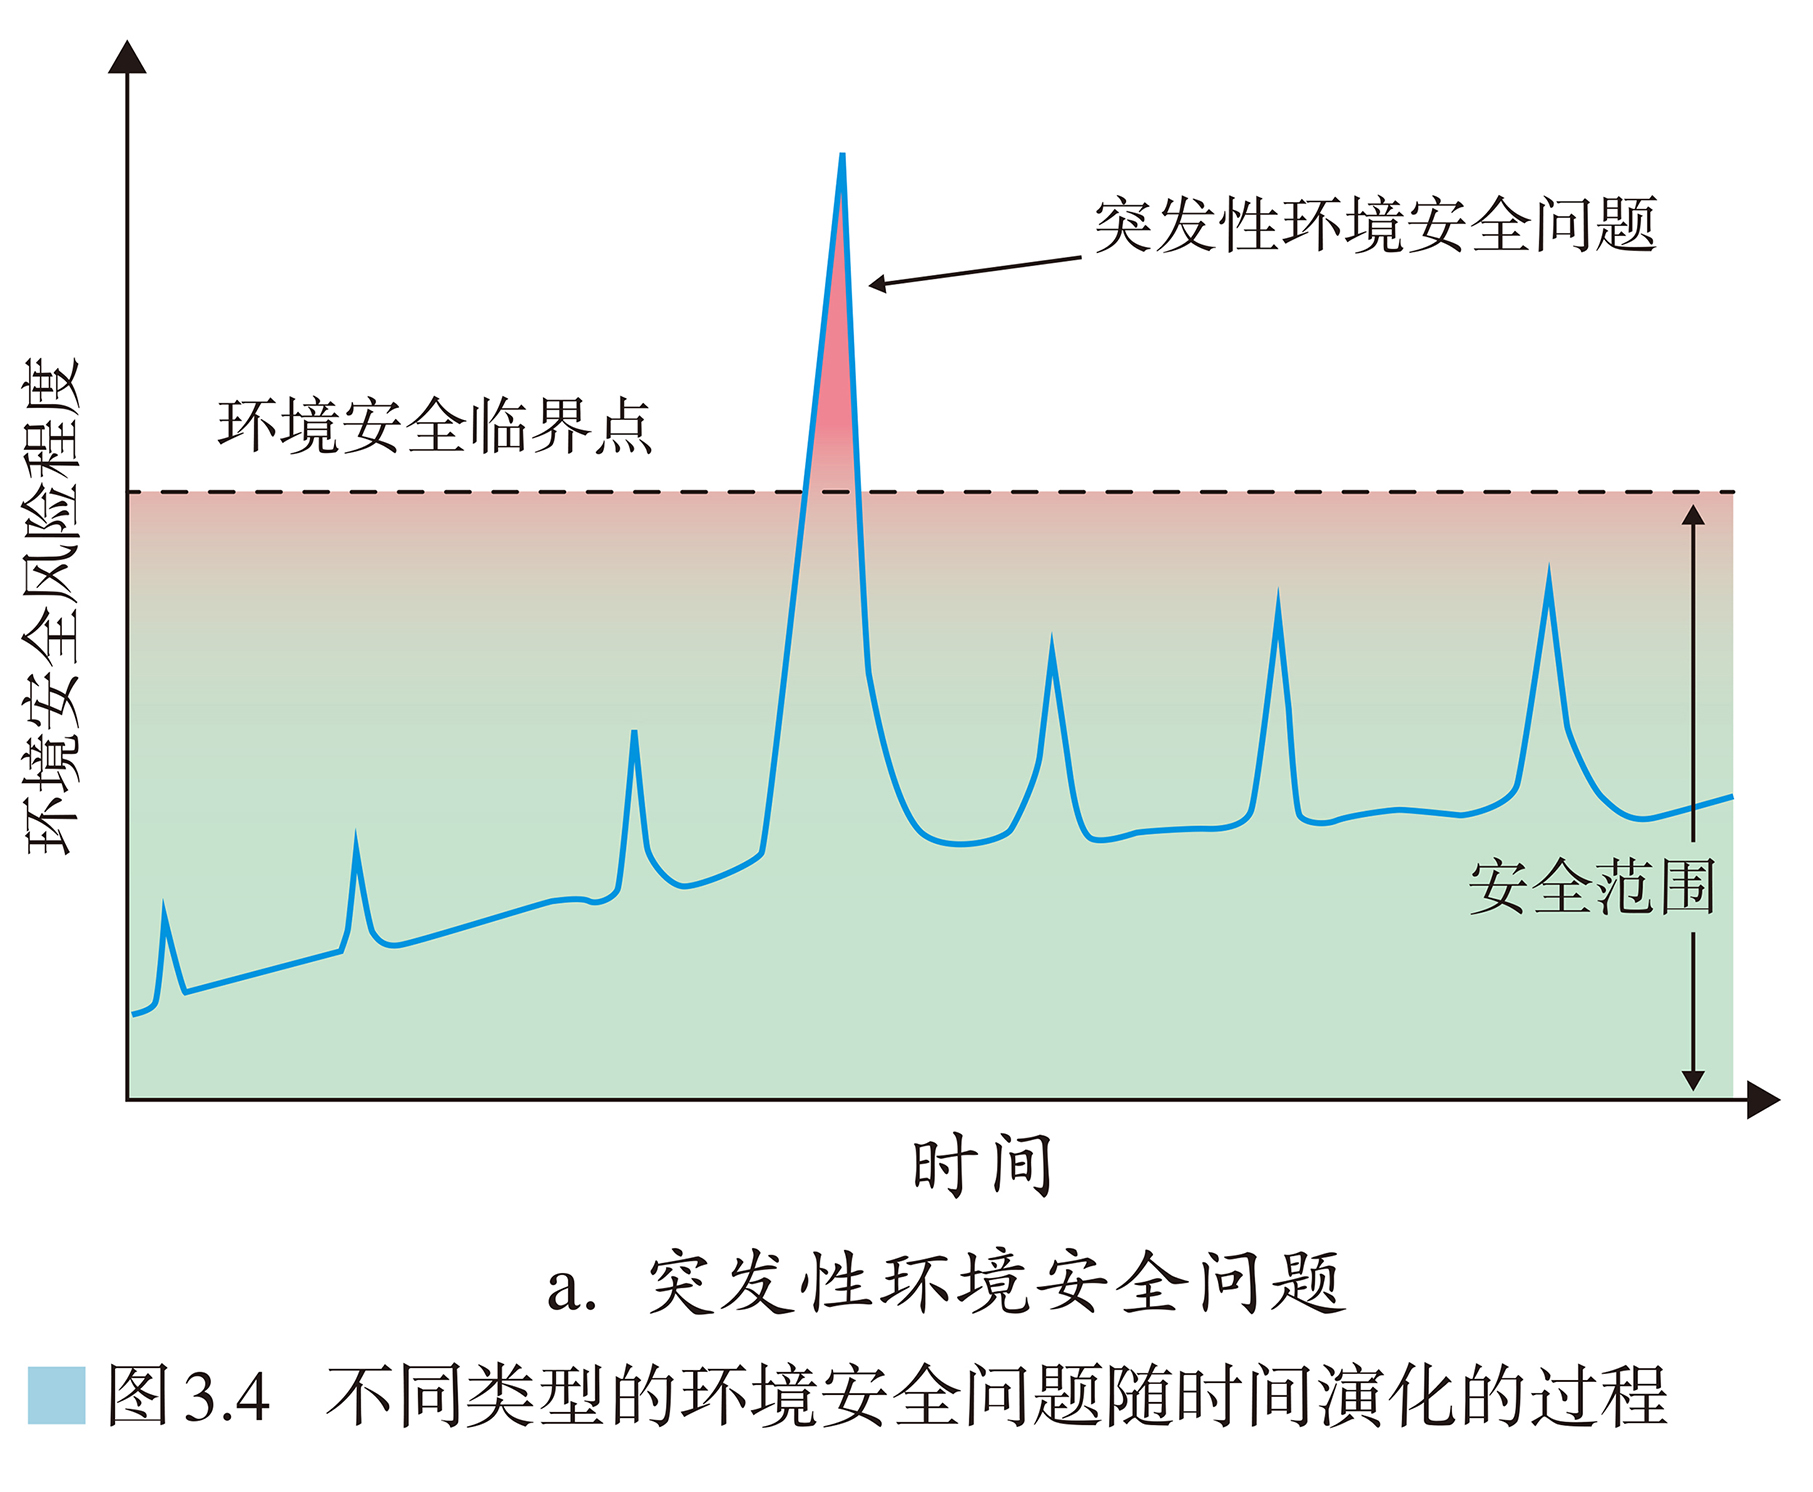 突发性环境安全问题
环境安全临界点
环境安全风险程度
安全范围
时间
a. 突发性环境安全问题
图3.4 不同类型的环境安全问题随时间演化的过程